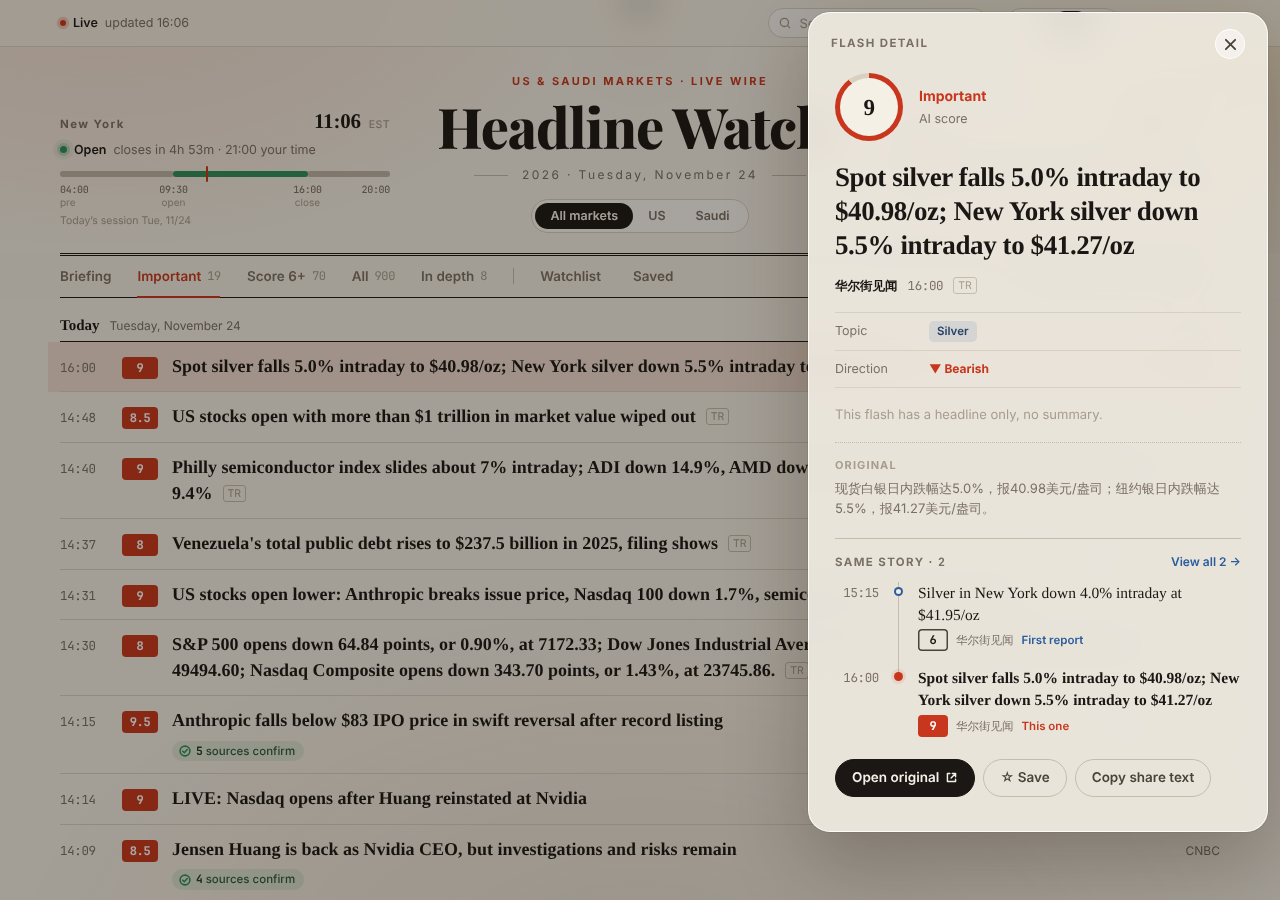 Live updated 16:06
US & SAUDI MARKETS · LIVE WIRE
Headline Watch
2026 · Tuesday, November 24
All markets US Saudi
New York 11:06 EST
Open closes in 4h 53m · 21:00 your time
04:00 09:30 16:00 20:00
pre open close
Today's session Tue, 11/24
Briefing Important 19 Score 6+ 70 All 900 In depth 8 Watchlist Saved
Today Tuesday, November 24
16:00 9 Spot silver falls 5.0% intraday to $40.98/oz; New York silver down 5.5% intraday
14:48 8.5 US stocks open with more than $1 trillion in market value wiped out TR
14:40 9 Philly semiconductor index slides about 7% intraday; ADI down 14.9%, AMD
9.4% TR
14:37 8 Venezuela's total public debt rises to $237.5 billion in 2025, filing shows TR
14:31 9 US stocks open lower: Anthropic breaks issue price, Nasdaq 100 down 1.7%,
14:30 8 S&P 500 opens down 64.84 points, or 0.90%, at 7172.33; Dow Jones Industrial
49494.60; Nasdaq Composite opens down 343.70 points, or 1.43%, at 23745.86. TR
14:15 9.5 Anthropic falls below $83 IPO price in swift reversal after record listing
5 sources confirm
14:14 9 LIVE: Nasdaq opens after Huang reinstated at Nvidia
14:09 8.5 Jensen Huang is back as Nvidia CEO, but investigations and risks remain CNBC
4 sources confirm
FLASH DETAIL
9 Important
AI score
Spot silver falls 5.0% intraday to
$40.98/oz; New York silver down
5.5% intraday to $41.27/oz
华尔街见闻 16:00 TR
Topic Silver
Direction ▼ Bearish
This flash has a headline only, no summary.
ORIGINAL
现货白银日内跌幅达5.0%，报40.98美元/盎司；纽约银日内跌幅达
5.5%，报41.27美元/盎司。
SAME STORY · 2 View all 2 →
15:15 Silver in New York down 4.0% intraday at
$41.95/oz
6 华尔街见闻 First report
16:00 Spot silver falls 5.0% intraday to $40.98/oz; New
York silver down 5.5% intraday to $41.27/oz
9 华尔街见闻 This one
Open original ☆ Save Copy share text